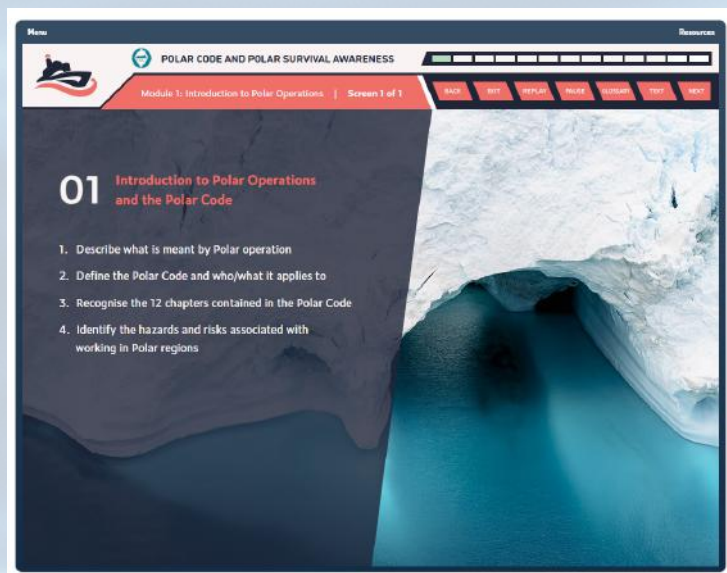 Menu
Resources
POLAR CODE AND POLAR SURVIVAL AWARENESS
Module 1: Introduction to Polar Operations | Screen 1 of 1
BACK EXIT REPLAY PAUSE GLOSSARY TEXT NEXT
01
Introduction to Polar Operations
and the Polar Code
1. Describe what is meant by Polar operation
2. Define the Polar Code and who/what it applies to
3. Recognise the 12 chapters contained in the Polar Code
4. Identify the hazards and risks associated with
working in Polar regions